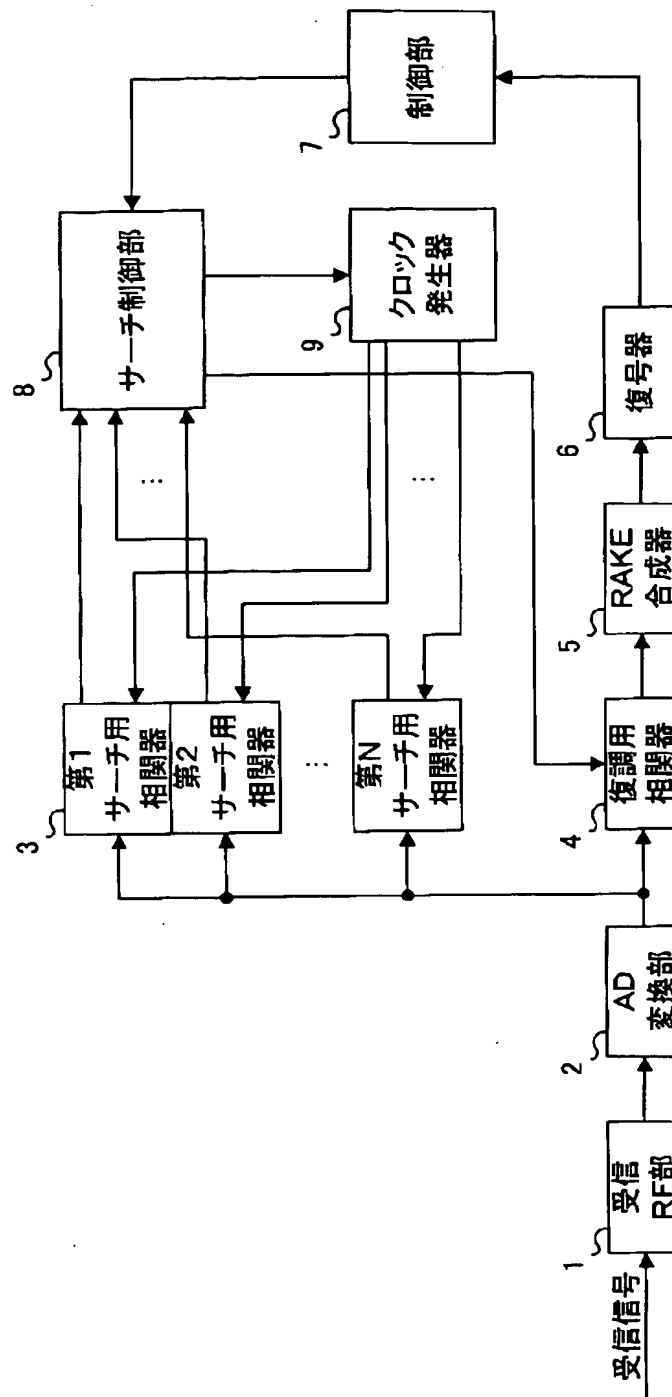 受信信号
1
受信
RF部
2
AD
変換部
3
第1
サーチ用
相関器
第2
サーチ用
相関器
⋮
第N
サーチ用
相関器
4
復調用
相関器
5
RAKE
合成器
6
復号器
7
制御部
8
サーチ制御部
9
クロック
発生器
⋮
⋮